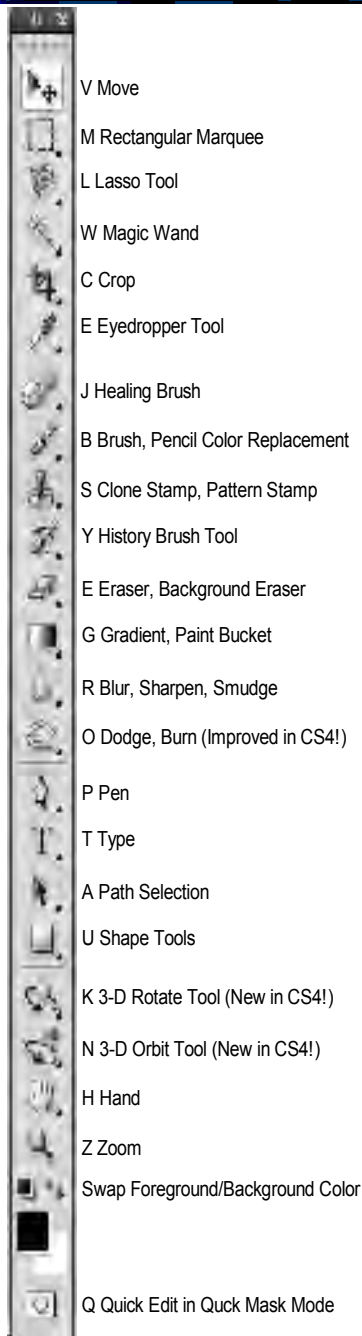 V Move
M Rectangular Marquee
L Lasso Tool
W Magic Wand
C Crop
E Eyedropper Tool
J Healing Brush
B Brush, Pencil Color Replacement
S Clone Stamp, Pattern Stamp
Y History Brush Tool
E Eraser, Background Eraser
G Gradient, Paint Bucket
R Blur, Sharpen, Smudge
O Dodge, Burn (Improved in CS4!)
P Pen
T Type
A Path Selection
U Shape Tools
K 3-D Rotate Tool (New in CS4!)
N 3-D Orbit Tool (New in CS4!)
H Hand
Z Zoom
Swap Foreground/Background Color
Q Quick Edit in Quck Mask Mode